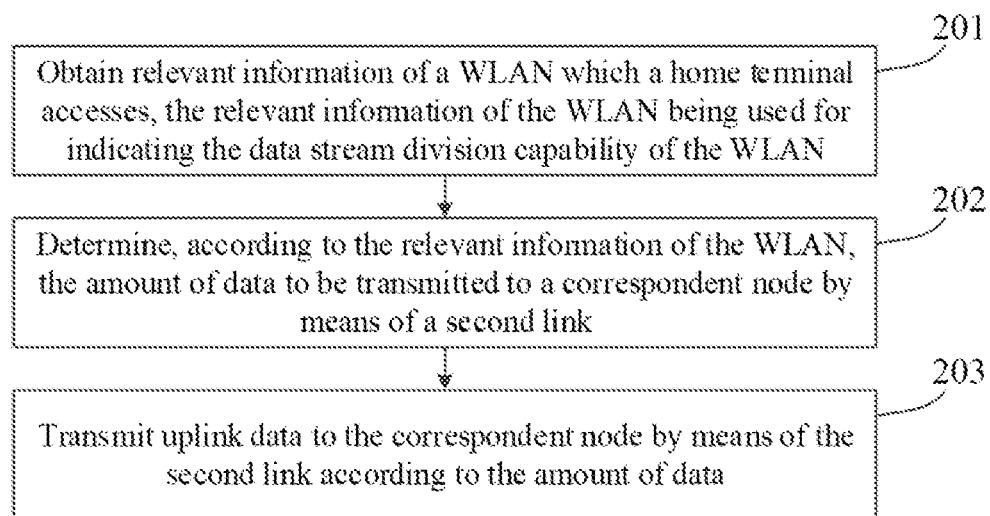 201
Obtain relevant information of a WLAN which a home terminal
accesses, the relevant information of the WLAN being used for
indicating the data stream division capability of the WLAN
202
Determine, according to the relevant information of the WLAN,
the amount of data to be transmitted to a correspondent node by
means of a second link
203
Transmit uplink data to the correspondent node by means of the
second link according to the amount of data